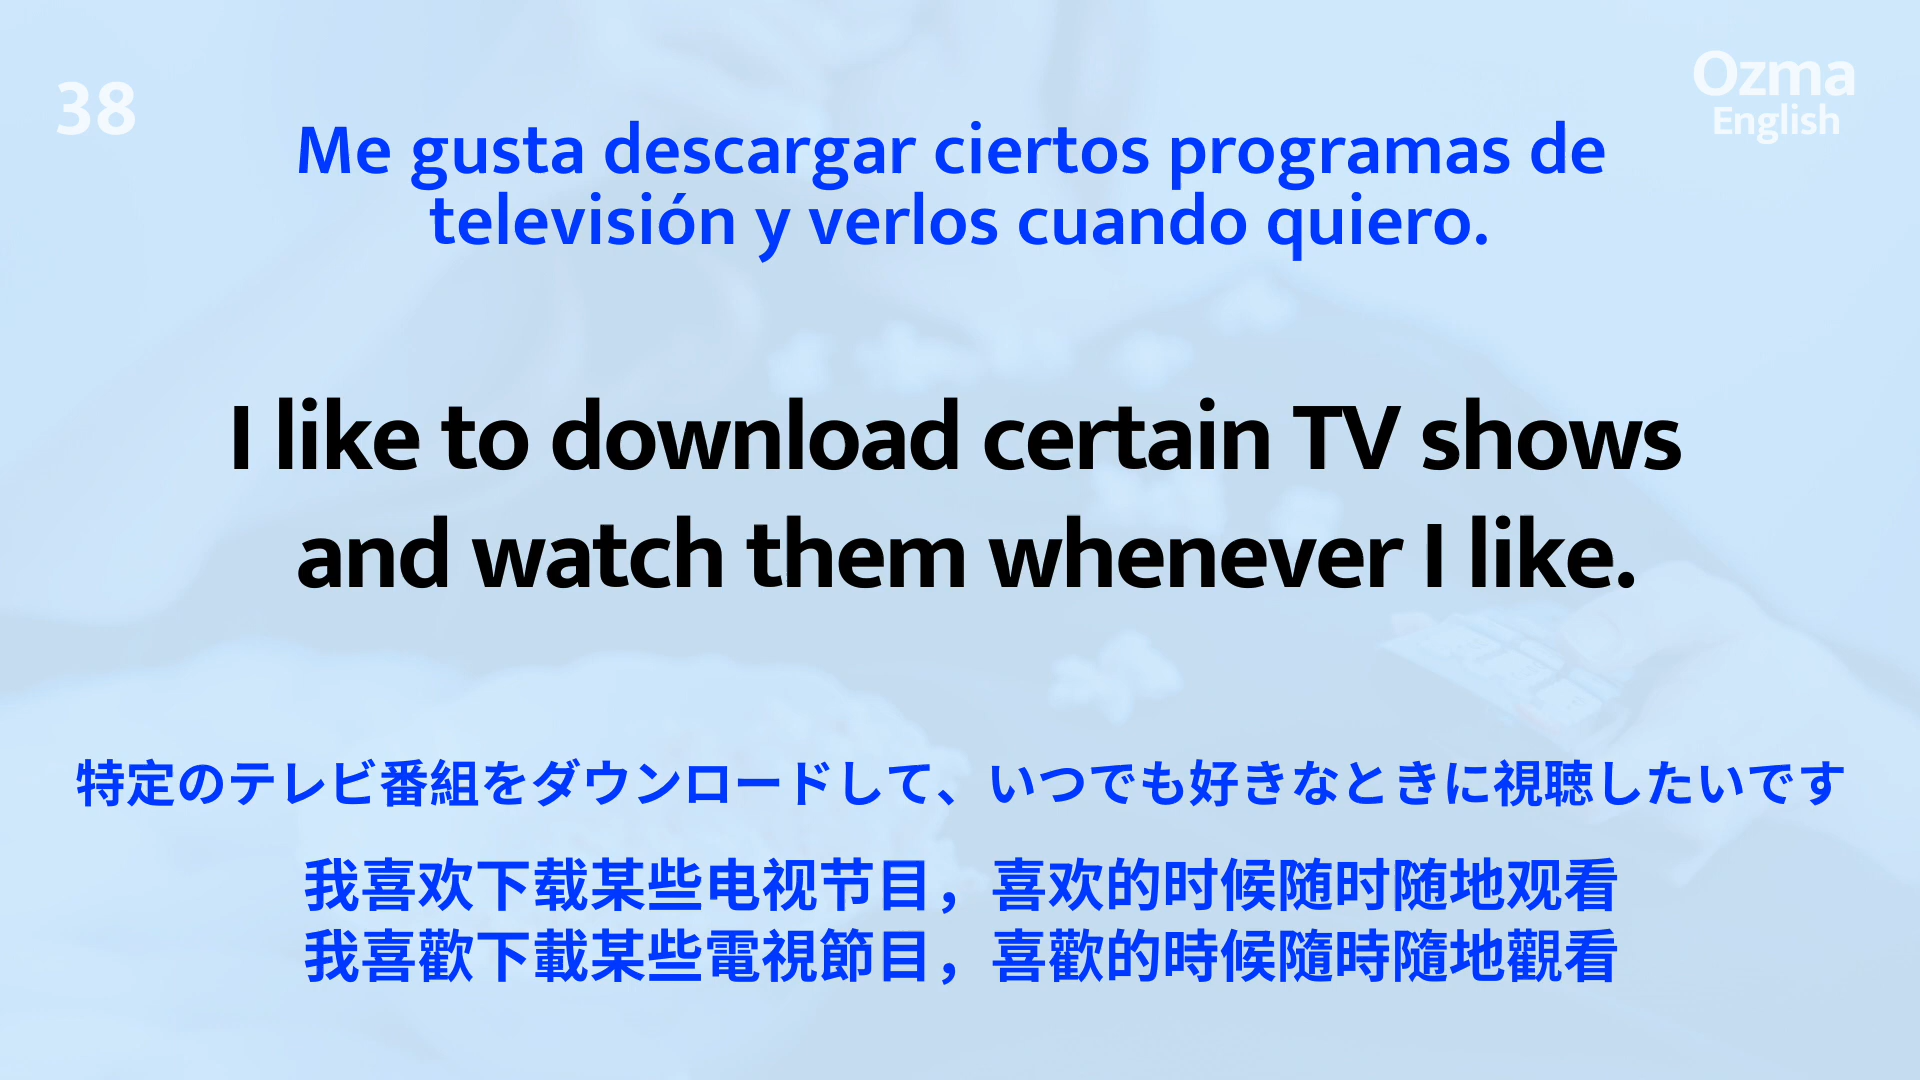 38
Ozma
English
Me gusta descargar ciertos programas de
televisión y verlos cuando quiero.
I like to download certain TV shows
and watch them whenever I like.
特定のテレビ番組をダウンロードして、いつでも好きなときに視聴したいです
我喜欢下载某些电视节目，喜欢的时候随时随地观看
我喜歡下載某些電視節目，喜歡的時候隨時隨地觀看